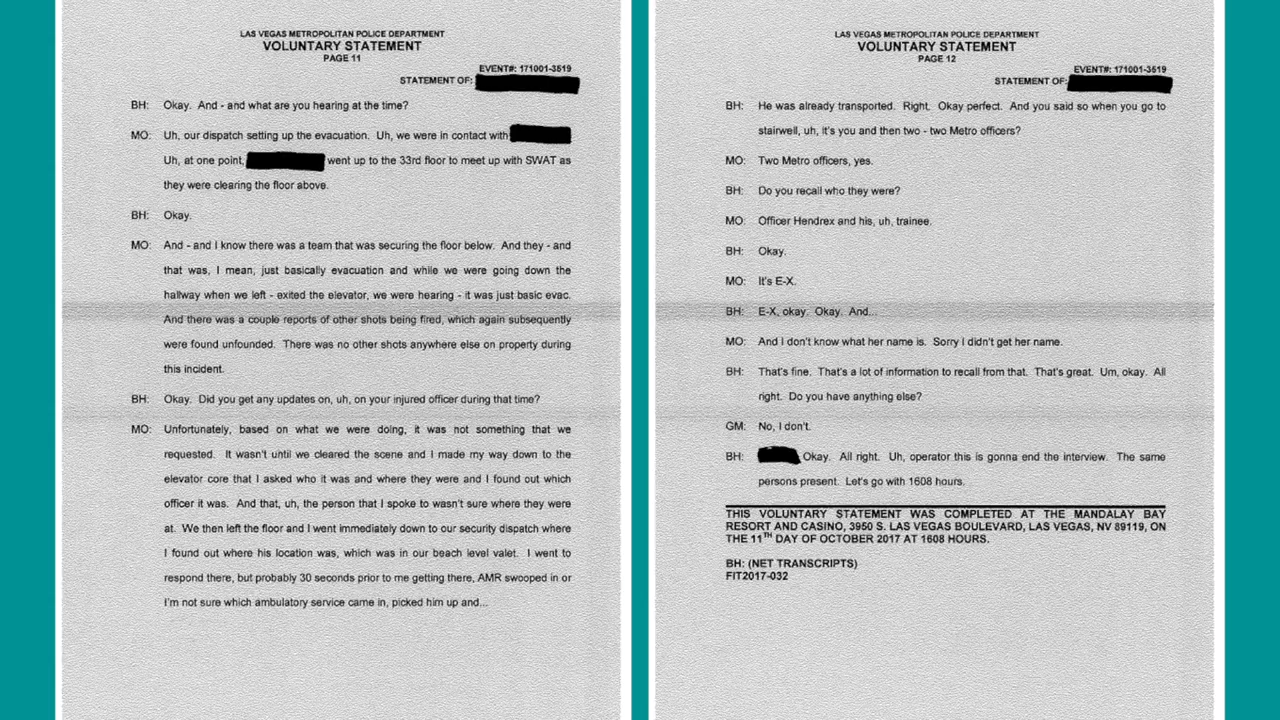 LAS VEGAS METROPOLITAN POLICE DEPARTMENT
VOLUNTARY STATEMENT
PAGE 11
EVENT#: 171001-3519
STATEMENT OF:
BH: Okay. And - and what are you hearing at the time?
MO: Uh, our dispatch setting up the evacuation. Uh, we were in contact with
Uh, at one point, went up to the 33rd floor to meet up with SWAT as
they were clearing the floor above.
BH: Okay.
MO: And - and I know there was a team that was securing the floor below. And they - and
that was, I mean, just basically evacuation and while we were going down the
hallway when we left - exited the elevator, we were hearing - it was just basic evac.
And there was a couple reports of other shots being fired, which again subsequently
were found unfounded. There was no other shots anywhere else on property during
this incident.
BH: Okay. Did you get any updates on, uh, on your injured officer during that time?
MO: Unfortunately, based on what we were doing, it was not something that we
requested. It wasn't until we cleared the scene and I made my way down to the
elevator core that I asked who it was and where they were and I found out which
officer it was. And that, uh, the person that I spoke to wasn't sure where they were
at. We then left the floor and I went immediately down to our security dispatch where
I found out where his location was, which was in our beach level valet. I went to
respond there, but probably 30 seconds prior to me getting there, AMR swooped in or
I'm not sure which ambulatory service came in, picked him up and...
LAS VEGAS METROPOLITAN POLICE DEPARTMENT
VOLUNTARY STATEMENT
PAGE 12
EVENT#: 171001-3519
STATEMENT OF:
BH: He was already transported. Right. Okay perfect. And you said so when you go to
stairwell, uh, it's you and then two - two Metro officers?
MO: Two Metro officers, yes.
BH: Do you recall who they were?
MO: Officer Hendrex and his, uh, trainee.
BH: Okay.
MO: It's E-X.
BH: E-X, okay. Okay. And...
MO: And I don't know what her name is. Sorry I didn't get her name.
BH: That's fine. That's a lot of information to recall from that. That's great. Um, okay. All
right. Do you have anything else?
GM: No, I don't.
BH: Okay. All right. Uh, operator this is gonna end the interview. The same
persons present. Let's go with 1608 hours.
THIS VOLUNTARY STATEMENT WAS COMPLETED AT THE MANDALAY BAY
RESORT AND CASINO, 3950 S. LAS VEGAS BOULEVARD, LAS VEGAS, NV 89119, ON
THE 11TH DAY OF OCTOBER 2017 AT 1608 HOURS.
BH: (NET TRANSCRIPTS)
FIT2017-032